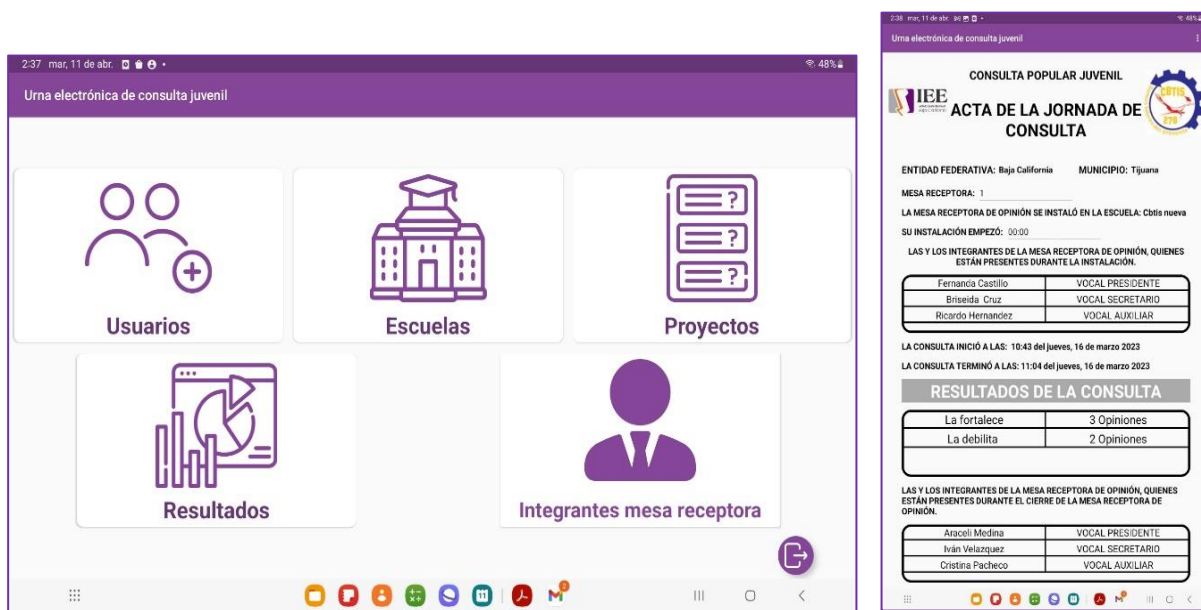 2:37 mar, 11 de abr.
48%
Urna electrónica de consulta juvenil
Usuarios
Escuelas
Proyectos
Resultados
Integrantes mesa receptora
2:38 mar, 11 de abr.
48%
Urna electrónica de consulta juvenil
CONSULTA POPULAR JUVENIL
IEE
ACTA DE LA JORNADA DE
CONSULTA
CBTIS
278
ENTIDAD FEDERATIVA: Baja California MUNICIPIO: Tijuana
MESA RECEPTORA: 1
LA MESA RECEPTORA DE OPINIÓN SE INSTALÓ EN LA ESCUELA: Cbtis nueva
SU INSTALACIÓN EMPEZÓ: 00:00
LAS Y LOS INTEGRANTES DE LA MESA RECEPTORA DE OPINIÓN, QUIENES
ESTÁN PRESENTES DURANTE LA INSTALACIÓN.
Fernanda Castillo VOCAL PRESIDENTE
Briseida Cruz VOCAL SECRETARIO
Ricardo Hernandez VOCAL AUXILIAR
LA CONSULTA INICIÓ A LAS: 10:43 del jueves, 16 de marzo 2023
LA CONSULTA TERMINÓ A LAS: 11:04 del jueves, 16 de marzo 2023
RESULTADOS DE LA CONSULTA
La fortalece 3 Opiniones
La debilita 2 Opiniones
LAS Y LOS INTEGRANTES DE LA MESA RECEPTORA DE OPINIÓN, QUIENES
ESTÁN PRESENTES DURANTE EL CIERRE DE LA MESA RECEPTORA DE
OPINIÓN.
Araceli Medina VOCAL PRESIDENTE
Iván Velazquez VOCAL SECRETARIO
Cristina Pacheco VOCAL AUXILIAR